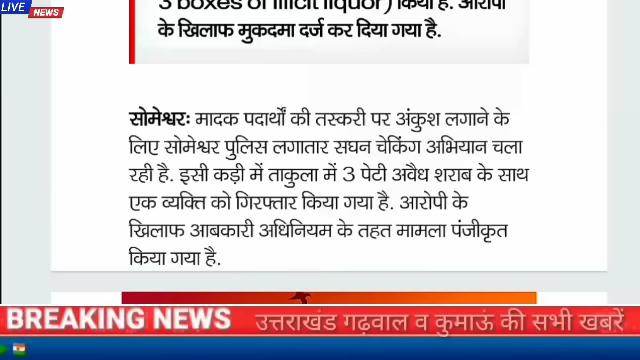 LIVE
NEWS
3 boxes of illicit liquor) किया है. आरोपी
के खिलाफ मुकदमा दर्ज कर दिया गया है.
सोमेश्वरः मादक पदार्थों की तस्करी पर अंकुश लगाने के
लिए सोमेश्वर पुलिस लगातार सघन चेकिंग अभियान चला
रही है. इसी कड़ी में ताकुला में 3 पेटी अवैध शराब के साथ
एक व्यक्ति को गिरफ्तार किया गया है. आरोपी के
खिलाफ आबकारी अधिनियम के तहत मामला पंजीकृत
किया गया है.
BREAKING NEWS उत्तराखंड गढ़वाल व कुमाऊं की सभी खबरें